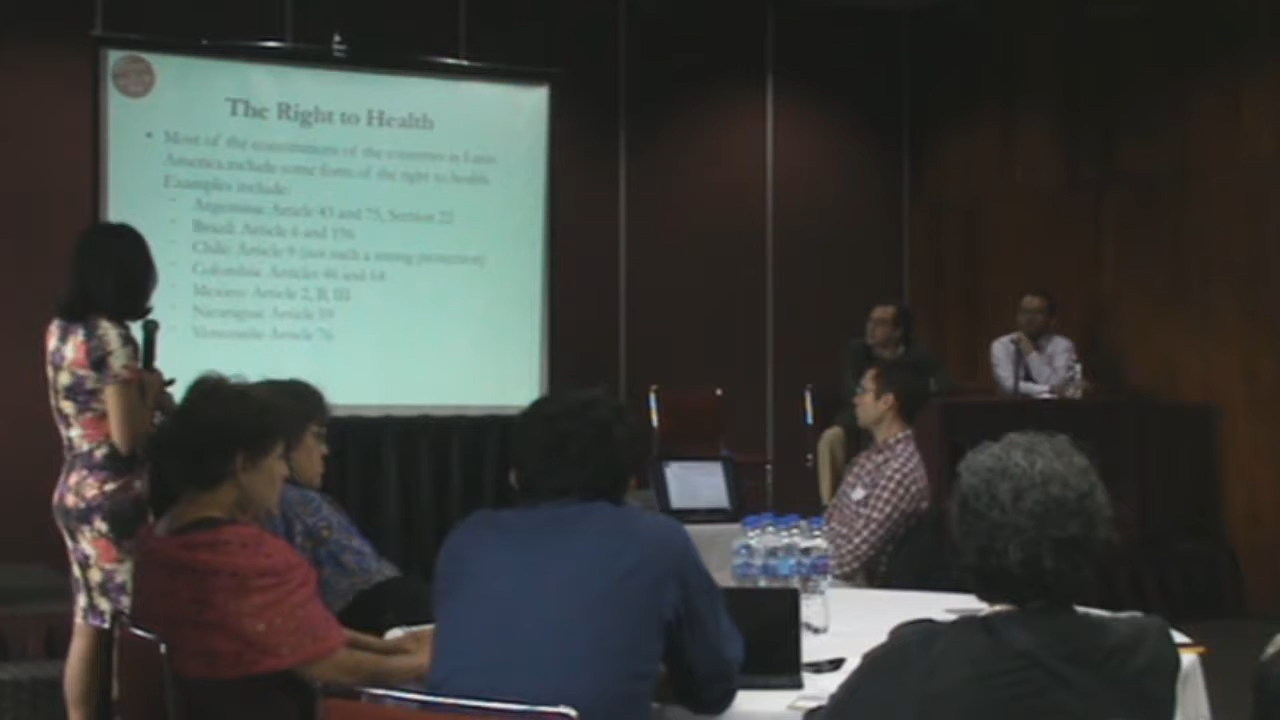 The Right to Health
• Most of the constitutions of the countries in Latin
America include some form of the right to health.
Examples include:
Argentina: Article 43 and 75, Section 22
Brazil: Article 6 and 196
Chile: Article 9 (not such a strong protection)
Colombia: Articles 46 and
Mexico: Article 2, B, III
Nicaragua: Article 59
Venezuela: Article 76